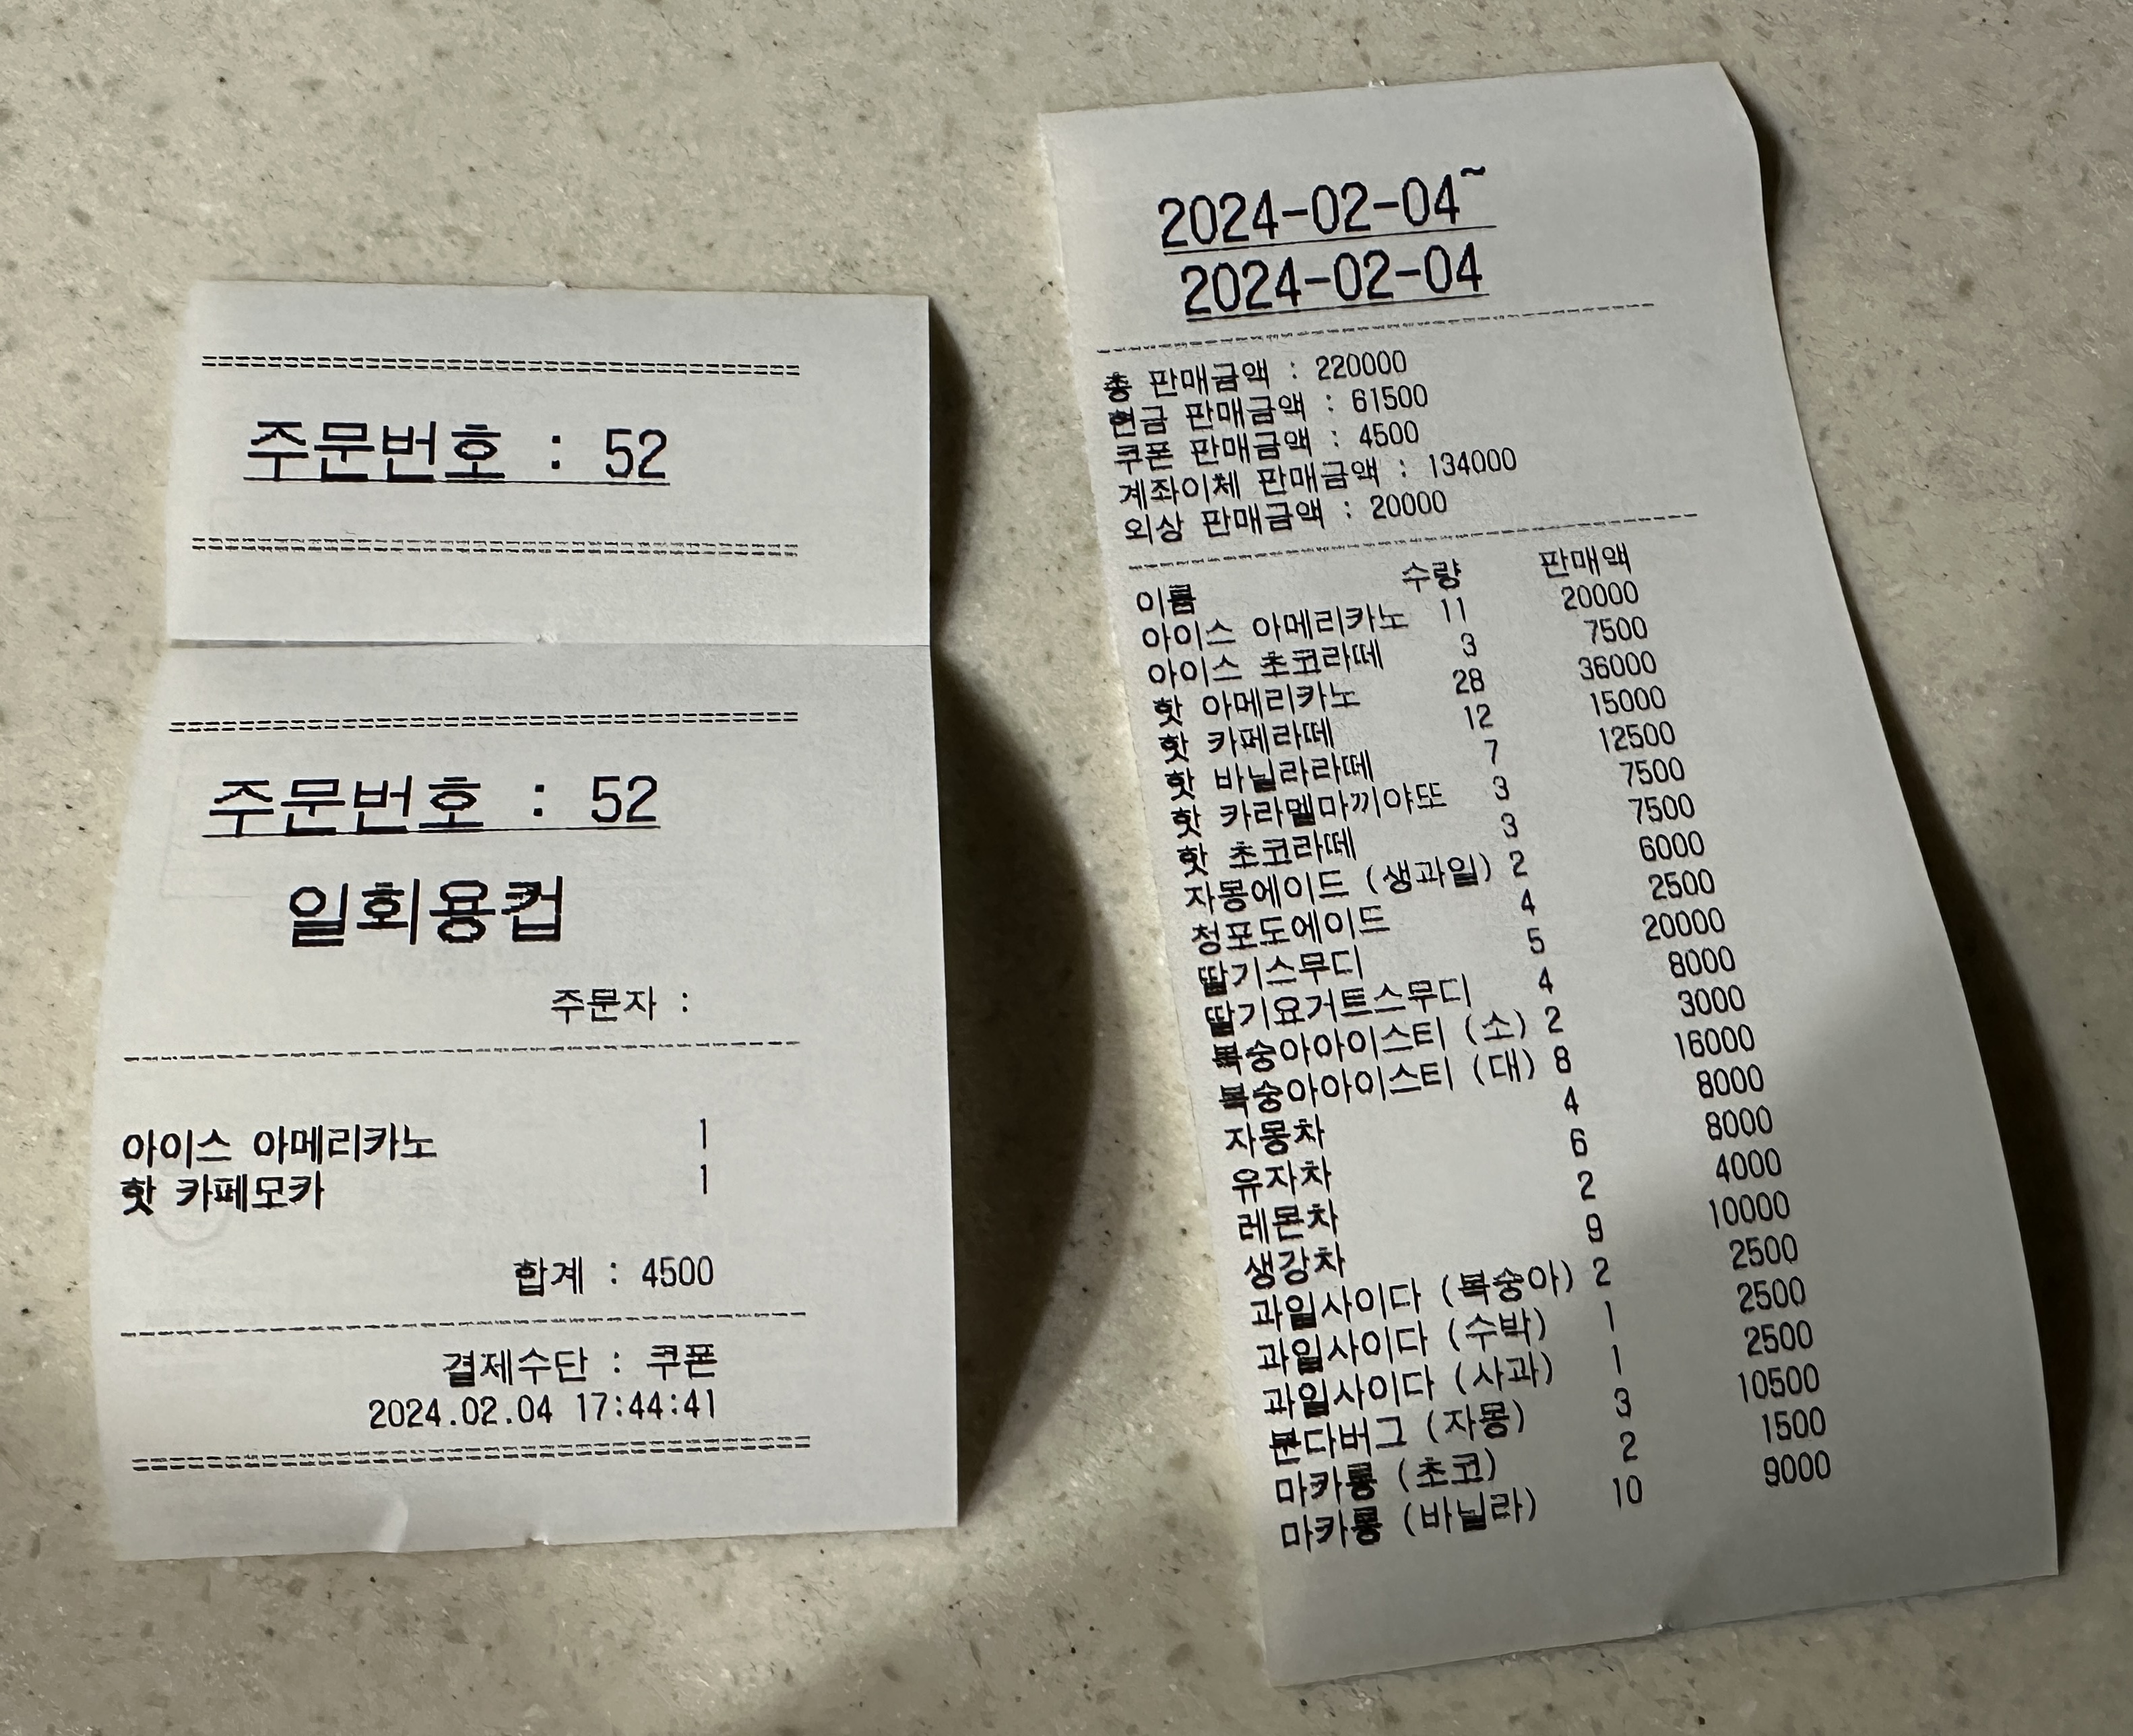 ==========================================
주문번호 : 52
==========================================
==========================================
주문번호 : 52
일회용컵
주문자 :
------------------------------------------
아이스 아메리카노 1
핫 카페모카 1
합계 : 4500
------------------------------------------
결제수단 : 쿠폰
2024.02.04 17:44:41
==========================================
2024-02-04~
2024-02-04
------------------------------------------
총 판매금액 : 220000
현금 판매금액 : 61500
쿠폰 판매금액 : 4500
계좌이체 판매금액 : 134000
외상 판매금액 : 20000
------------------------------------------
이름 수량 판매액
아이스 아메리카노 11 20000
아이스 초코라떼 3 7500
핫 아메리카노 28 36000
핫 카페라떼 12 15000
핫 바닐라라떼 7 12500
핫 카라멜마끼야또 3 7500
핫 초코라떼 3 7500
자몽에이드 (생과일) 2 6000
청포도에이드 4 2500
딸기스무디 5 20000
딸기요거트스무디 4 8000
복숭아아이스티 (소) 2 3000
복숭아아이스티 (대) 8 16000
자몽차 4 8000
유자차 6 8000
레몬차 2 4000
생강차 9 10000
과일사이다 (복숭아) 2 2500
과일사이다 (수박) 1 2500
과일사이다 (사과) 1 2500
분다버그 (자몽) 3 10500
마카롱 (초코) 2 1500
마카롱 (바닐라) 10 9000